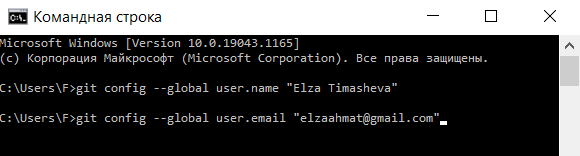 Командная строка
Microsoft Windows [Version 10.0.19043.1165]
(c) Корпорация Майкрософт (Microsoft Corporation). Все права защищены.
C:\Users\F>git config --global user.name "Elza Timasheva"
C:\Users\F>git config --global user.email "elzaahmat@gmail.com"